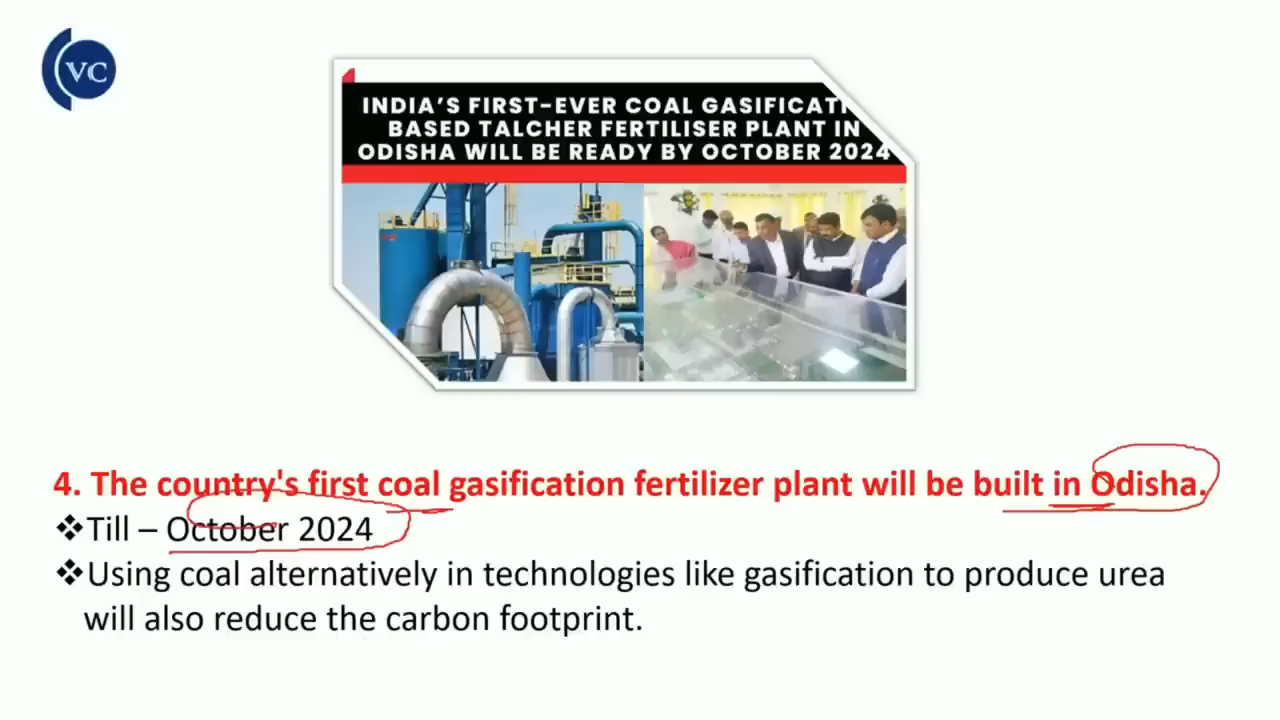 VC
INDIA'S FIRST-EVER COAL GASIFICATI
BASED TALCHER FERTILISER PLANT IN
ODISHA WILL BE READY BY OCTOBER 2024
4. The country's first coal gasification fertilizer plant will be built in Odisha.
❖Till – October 2024
❖Using coal alternatively in technologies like gasification to produce urea
will also reduce the carbon footprint.